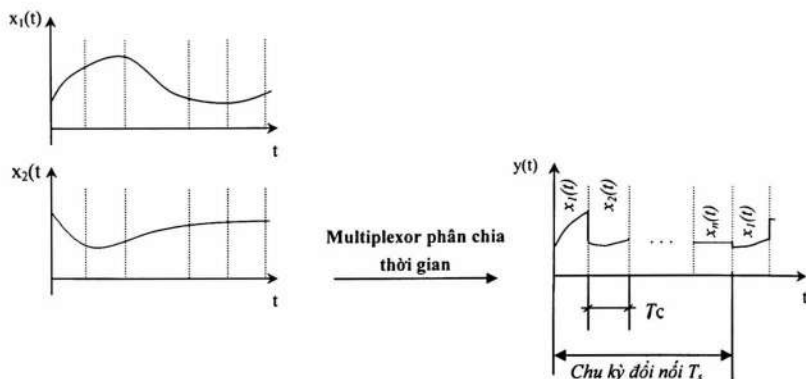 x₁(t)
t
x₂(t
t
Multiplexor phân chia
thời gian
y(t)
x₁(t)
x₂(t)
. . .
xₙ(t)
x₁(t)
t
Tc
Chu kỳ đổi nối Tₛ